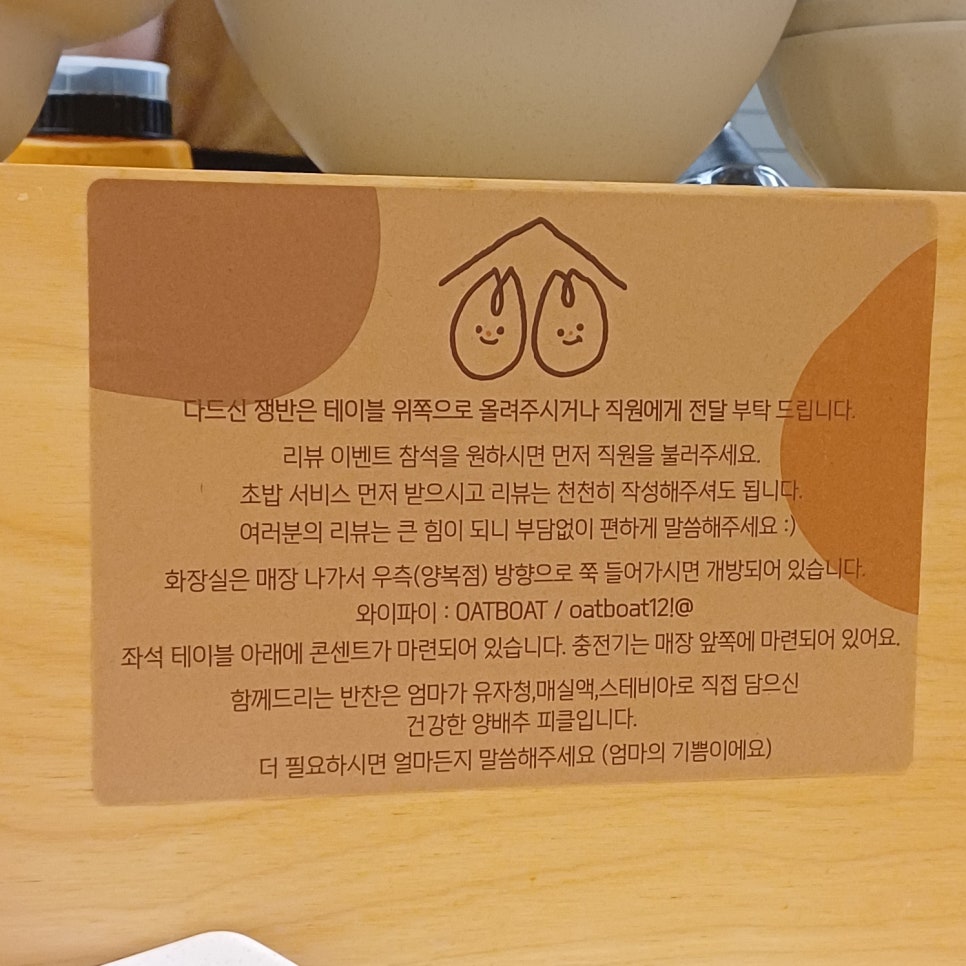 다드신 쟁반은 테이블 위쪽으로 올려주시거나 직원에게 전달 부탁 드립니다.
리뷰 이벤트 참석을 원하시면 먼저 직원을 불러주세요.
초밥 서비스 먼저 받으시고 리뷰는 천천히 작성해주셔도 됩니다.
여러분의 리뷰는 큰 힘이 되니 부담없이 편하게 말씀해주세요 :)
화장실은 매장 나가서 우측(양복점) 방향으로 쭉 들어가시면 개방되어 있습니다.
와이파이 : OATBOAT / oatboat12!@
좌석 테이블 아래에 콘센트가 마련되어 있습니다. 충전기는 매장 앞쪽에 마련되어 있어요.
함께드리는 반찬은 엄마가 유자청,매실액,스테비아로 직접 담으신
건강한 양배추 피클입니다.
더 필요하시면 얼마든지 말씀해주세요 (엄마의 기쁨이에요)